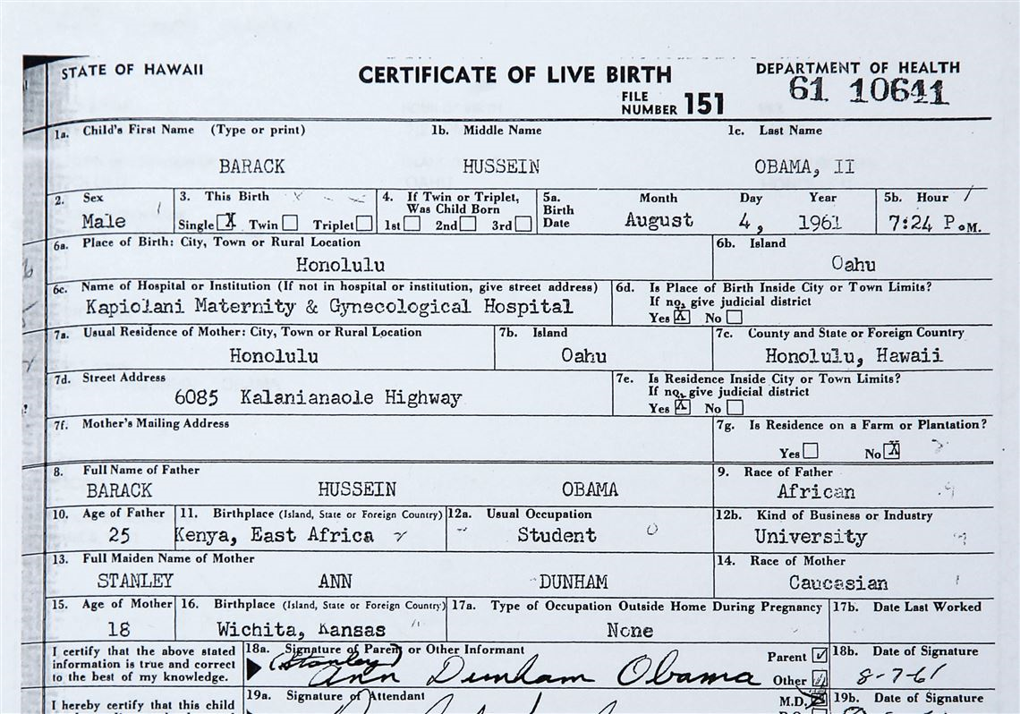 STATE OF HAWAII CERTIFICATE OF LIVE BIRTH DEPARTMENT OF HEALTH
FILE NUMBER 151 61 10641
1a. Child's First Name (Type or print) 1b. Middle Name 1c. Last Name
BARACK HUSSEIN OBAMA, II
2. Sex 3. This Birth 4. If Twin or Triplet, Was Child Born 5a. Birth Date Month Day Year 5b. Hour
Male Single X Twin Triplet 1st 2nd 3rd August 4, 1961 7:24 P.M.
6a. Place of Birth: City, Town or Rural Location 6b. Island
Honolulu Oahu
6c. Name of Hospital or Institution (If not in hospital or institution, give street address) 6d. Is Place of Birth Inside City or Town Limits?
If no, give judicial district
Kapiolani Maternity & Gynecological Hospital Yes X No
7a. Usual Residence of Mother: City, Town or Rural Location 7b. Island 7c. County and State or Foreign Country
Honolulu Oahu Honolulu, Hawaii
7d. Street Address 7e. Is Residence Inside City or Town Limits?
If no, give judicial district
6085 Kalanianaole Highway Yes X No
7f. Mother's Mailing Address 7g. Is Residence on a Farm or Plantation?
Yes No X
8. Full Name of Father 9. Race of Father
BARACK HUSSEIN OBAMA African
10. Age of Father 11. Birthplace (Island, State or Foreign Country) 12a. Usual Occupation 12b. Kind of Business or Industry
25 Kenya, East Africa Student University
13. Full Maiden Name of Mother 14. Race of Mother
STANLEY ANN DUNHAM Caucasian
15. Age of Mother 16. Birthplace (Island, State or Foreign Country) 17a. Type of Occupation Outside Home During Pregnancy 17b. Date Last Worked
18 Wichita, Kansas None
I certify that the above stated information is true and correct to the best of my knowledge. 18a. Signature of Parent or Other Informant Parent Other 18b. Date of Signature
(Stanley) Ann Dunham Obama 8-7-61
I hereby certify that this child 19a. Signature of Attendant M.D. 19b. Date of Signature